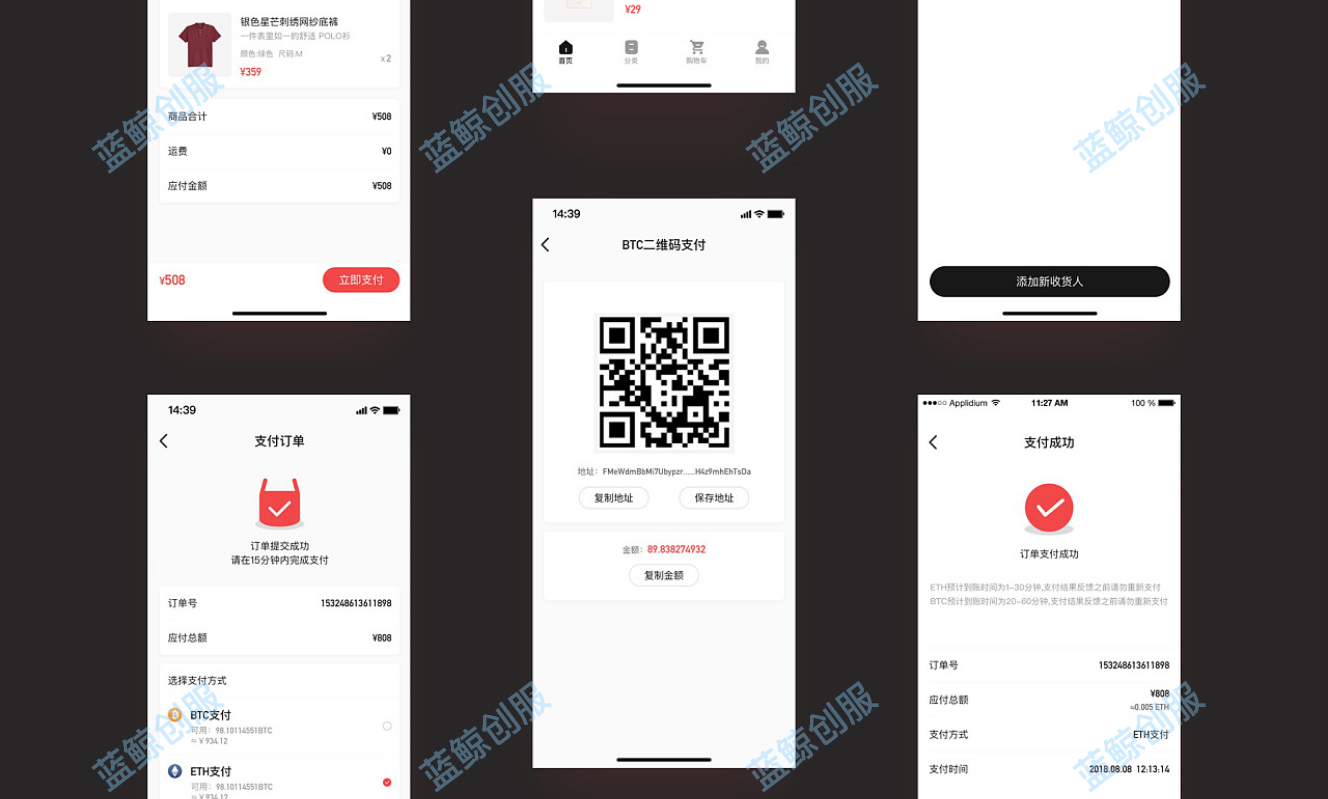 银色星芒刺绣网纱底裤
一件表里如一的舒适 POLO衫
颜色:绿色 尺码:M
x2
¥359
商品合计 ¥508
运费 ¥0
应付金额 ¥508
¥508
立即支付
¥29
首页 分类 购物车 我的
添加新收货人
14:39
BTC二维码支付
地址: FMeWdmBbMi7Ubypzr.....H4z9mhEhTsDa
复制地址 保存地址
金额: 89.838274932
复制金额
14:39
支付订单
订单提交成功
请在15分钟内完成支付
订单号 153248613611898
应付总额 ¥808
选择支付方式
BTC支付
可用: 98.10114551BTC
≈ ¥ 934.12
ETH支付
可用: 98.10114551BTC
≈ ¥ 934.12
Applidium 11:27 AM 100 %
支付成功
订单支付成功
ETH预计到账时间为1-30分钟,支付结果反馈之前请勿重新支付
BTC预计到账时间为20-60分钟,支付结果反馈之前请勿重新支付
订单号 153248613611898
应付总额 ¥808
≈0.005 ETH
支付方式 ETH支付
支付时间 2018.08.08 12:13:14
蓝鲸创服
蓝鲸创服
蓝鲸创服
蓝鲸创服
蓝鲸创服
蓝鲸创服
蓝鲸创服
蓝鲸创服